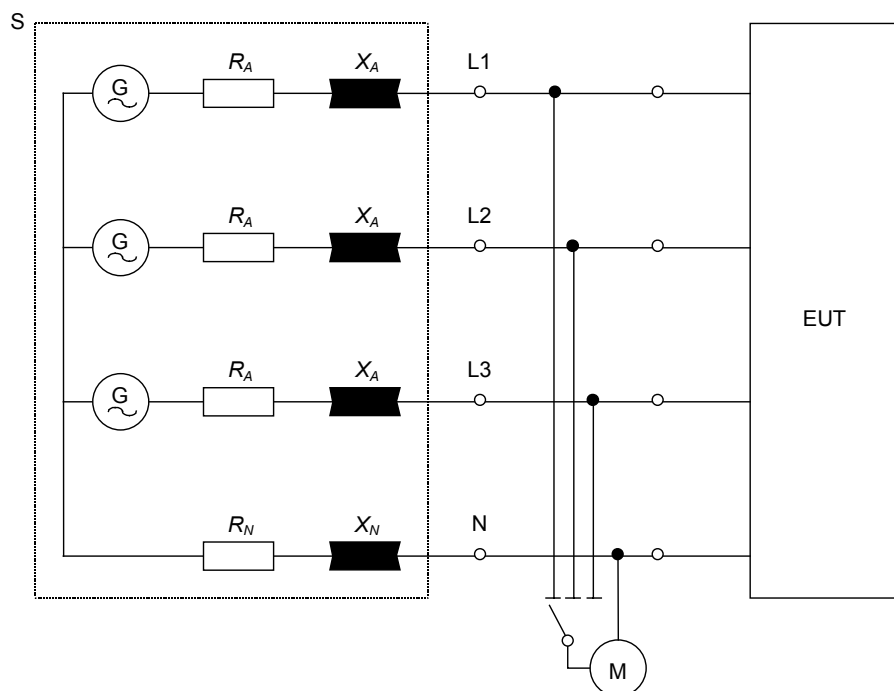 S
R_A X_A L1
G
R_A X_A L2
G
EUT
R_A X_A L3
G
R_N X_N N
M